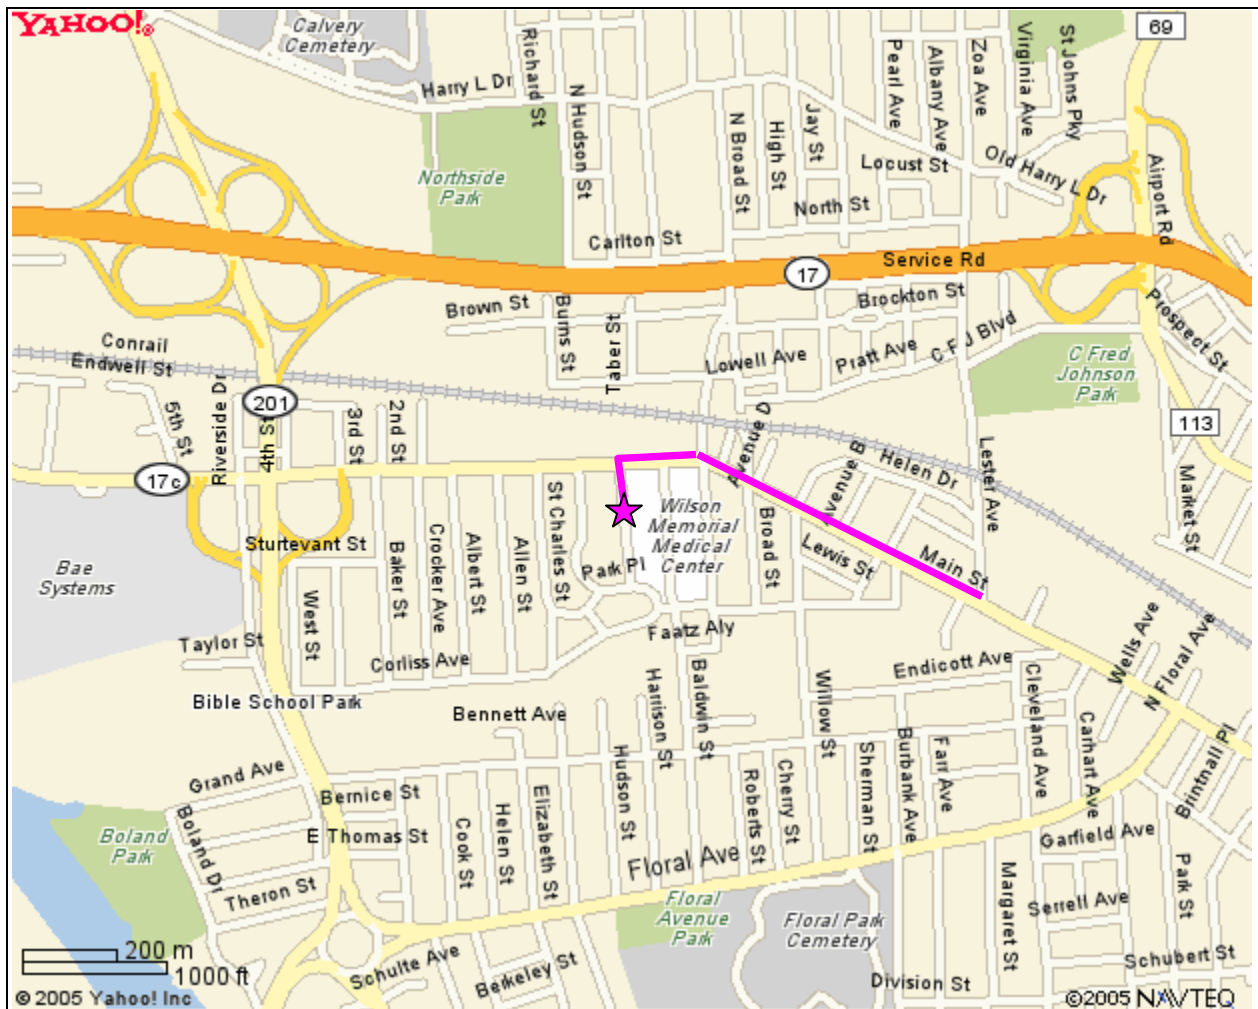 YAHOO!®
Calvery
Cemetery
69
Richard St
Harry L Dr
N Hudson St
N Broad St
High St
Jay St
Pearl Ave
Albany Ave
Zoa Ave
Virginia Ave
St Johns Pky
Locust St
Old Harry L Dr
Airport Rd
Northside
Park
North St
Carlton St
Service Rd
17
Brockton St
Brown St
Burns St
Taber St
Prospect St
Conrail
Endwell St
Lowell Ave
Pratt Ave
C F J Blvd
C Fred
Johnson
Park
201
5th St
Riverside Dr
4th St
3rd St
2nd St
113
Avenue D
Avenue B
Helen Dr
Lester Ave
Market St
17c
Wilson
Memorial
Medical
Center
St Charles St
Broad St
Sturtevant St
Baker St
Crocker Ave
Albert St
Allen St
Park Pl
Lewis St
Main St
Bae
Systems
West St
Faatz Aly
Taylor St
Corliss Ave
Endicott Ave
Wells Ave
N Floral Ave
Bible School Park
Harrison St
Baldwin St
Willow St
Cleveland Ave
Carhart Ave
Bennett Ave
Hudson St
Sherman St
Burbank Ave
Farr Ave
Brintnall Pl
Grand Ave
Bernice St
Roberts St
Cherry St
Boland
Park
Boland Dr
E Thomas St
Cook St
Helen St
Elizabeth St
Garfield Ave
Floral Ave
Theron St
Margaret St
Serrell Ave
Park St
Floral
Avenue
Park
Floral Park
Cemetery
200 m
1000 ft
Schulte Ave
Berkeley St
Division St
Schubert St
© 2005 Yahoo! Inc
©2005 NAVTEQ